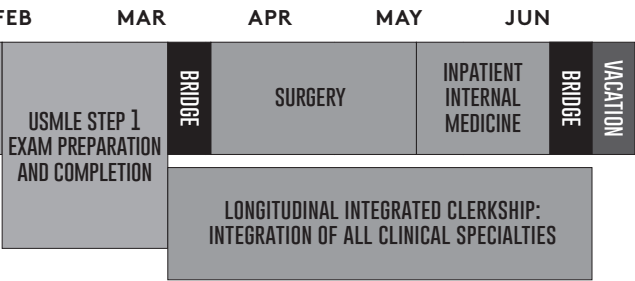 FEB MAR APR MAY JUN
USMLE STEP 1
EXAM PREPARATION
AND COMPLETION
BRIDGE
SURGERY
INPATIENT
INTERNAL
MEDICINE
BRIDGE
VACATION
LONGITUDINAL INTEGRATED CLERKSHIP:
INTEGRATION OF ALL CLINICAL SPECIALTIES